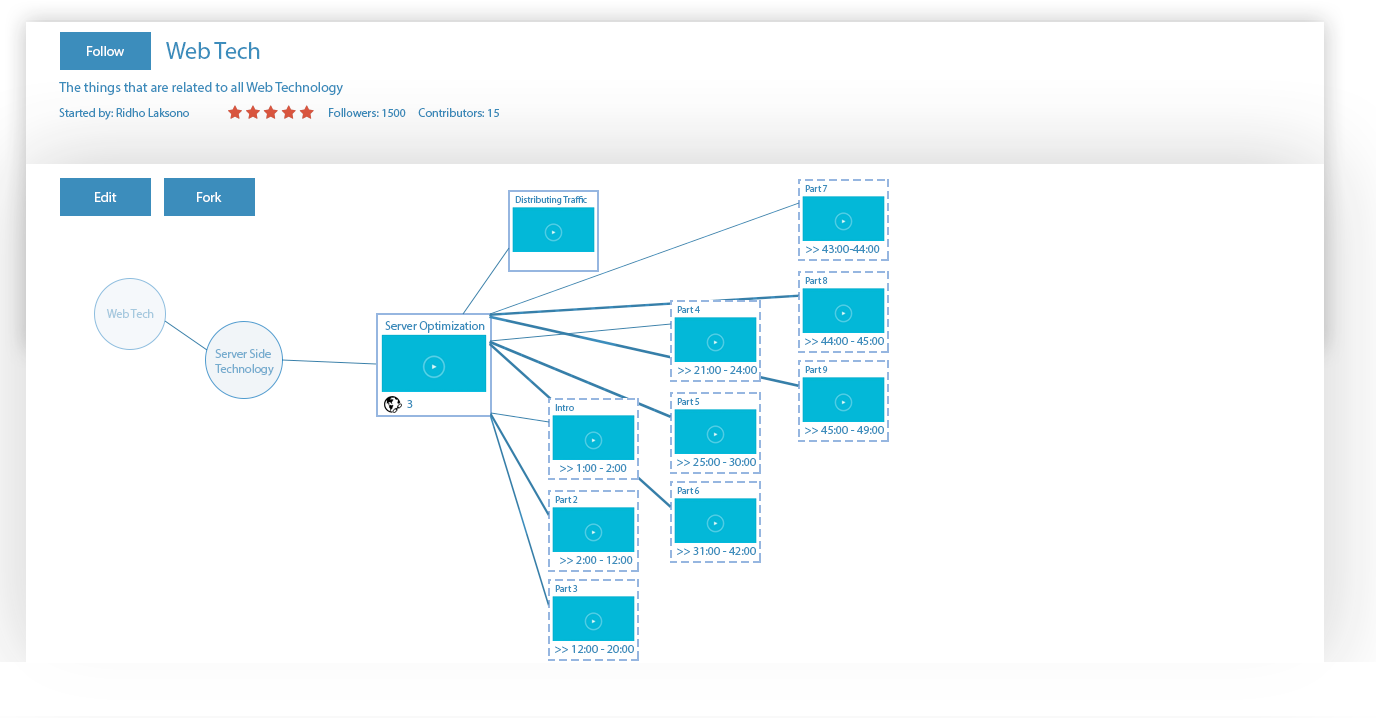 Follow
Web Tech
The things that are related to all Web Technology
Started by: Ridho Laksono
Followers: 1500
Contributors: 15
Edit
Fork
Web Tech
Server Side
Technology
Server Optimization
3
Distributing Traffic
Intro
>> 1:00 - 2:00
Part 2
>> 2:00 - 12:00
Part 3
>> 12:00 - 20:00
Part 4
>> 21:00 - 24:00
Part 5
>> 25:00 - 30:00
Part 6
>> 31:00 - 42:00
Part 7
>> 43:00-44:00
Part 8
>> 44:00 - 45:00
Part 9
>> 45:00 - 49:00